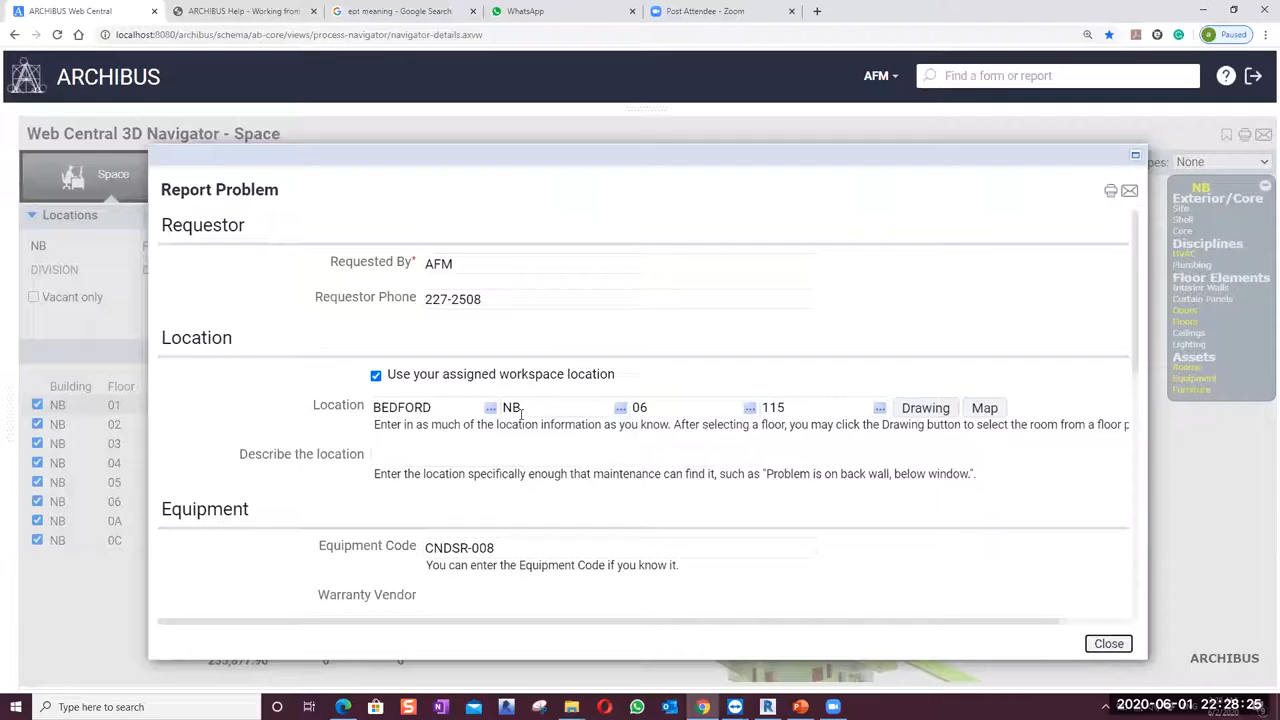 ARCHIBUS Web Central
ARCHIBUS Help - Working from
ept meaning - Google Search
WhatsApp
Post Attendee - Zoom
localhost:8080/archibus/schema/ab-core/views/process-navigator/navigator-details.axvw
Paused
ARCHIBUS
AFM
Find a form or report
Web Central 3D Navigator - Space
Space
pes: None
Locations
NB
DIVISION
Vacant only
Building Floor
NB 01
NB 02
NB 03
NB 04
NB 05
NB 06
NB 0A
NB 0C
Report Problem
Requestor
Requested By* AFM
Requestor Phone 227-2508
Location
Use your assigned workspace location
Location BEDFORD ... NB ... 06 ... 115 ... Drawing Map
Enter in as much of the location information as you know. After selecting a floor, you may click the Drawing button to select the room from a floor p
Describe the location
Enter the location specifically enough that maintenance can find it, such as "Problem is on back wall, below window.".
Equipment
Equipment Code CNDSR-008
You can enter the Equipment Code if you know it.
Warranty Vendor
Close
NB
Exterior/Core
Site
Shell
Core
Disciplines
HVAC
Plumbing
Floor Elements
Interior Walls
Curtain Panels
Doors
Floors
Ceilings
Lighting
Assets
Rooms
Equipment
Furniture
ARCHIBUS
Type here to search
2020-06-01 22:28:25